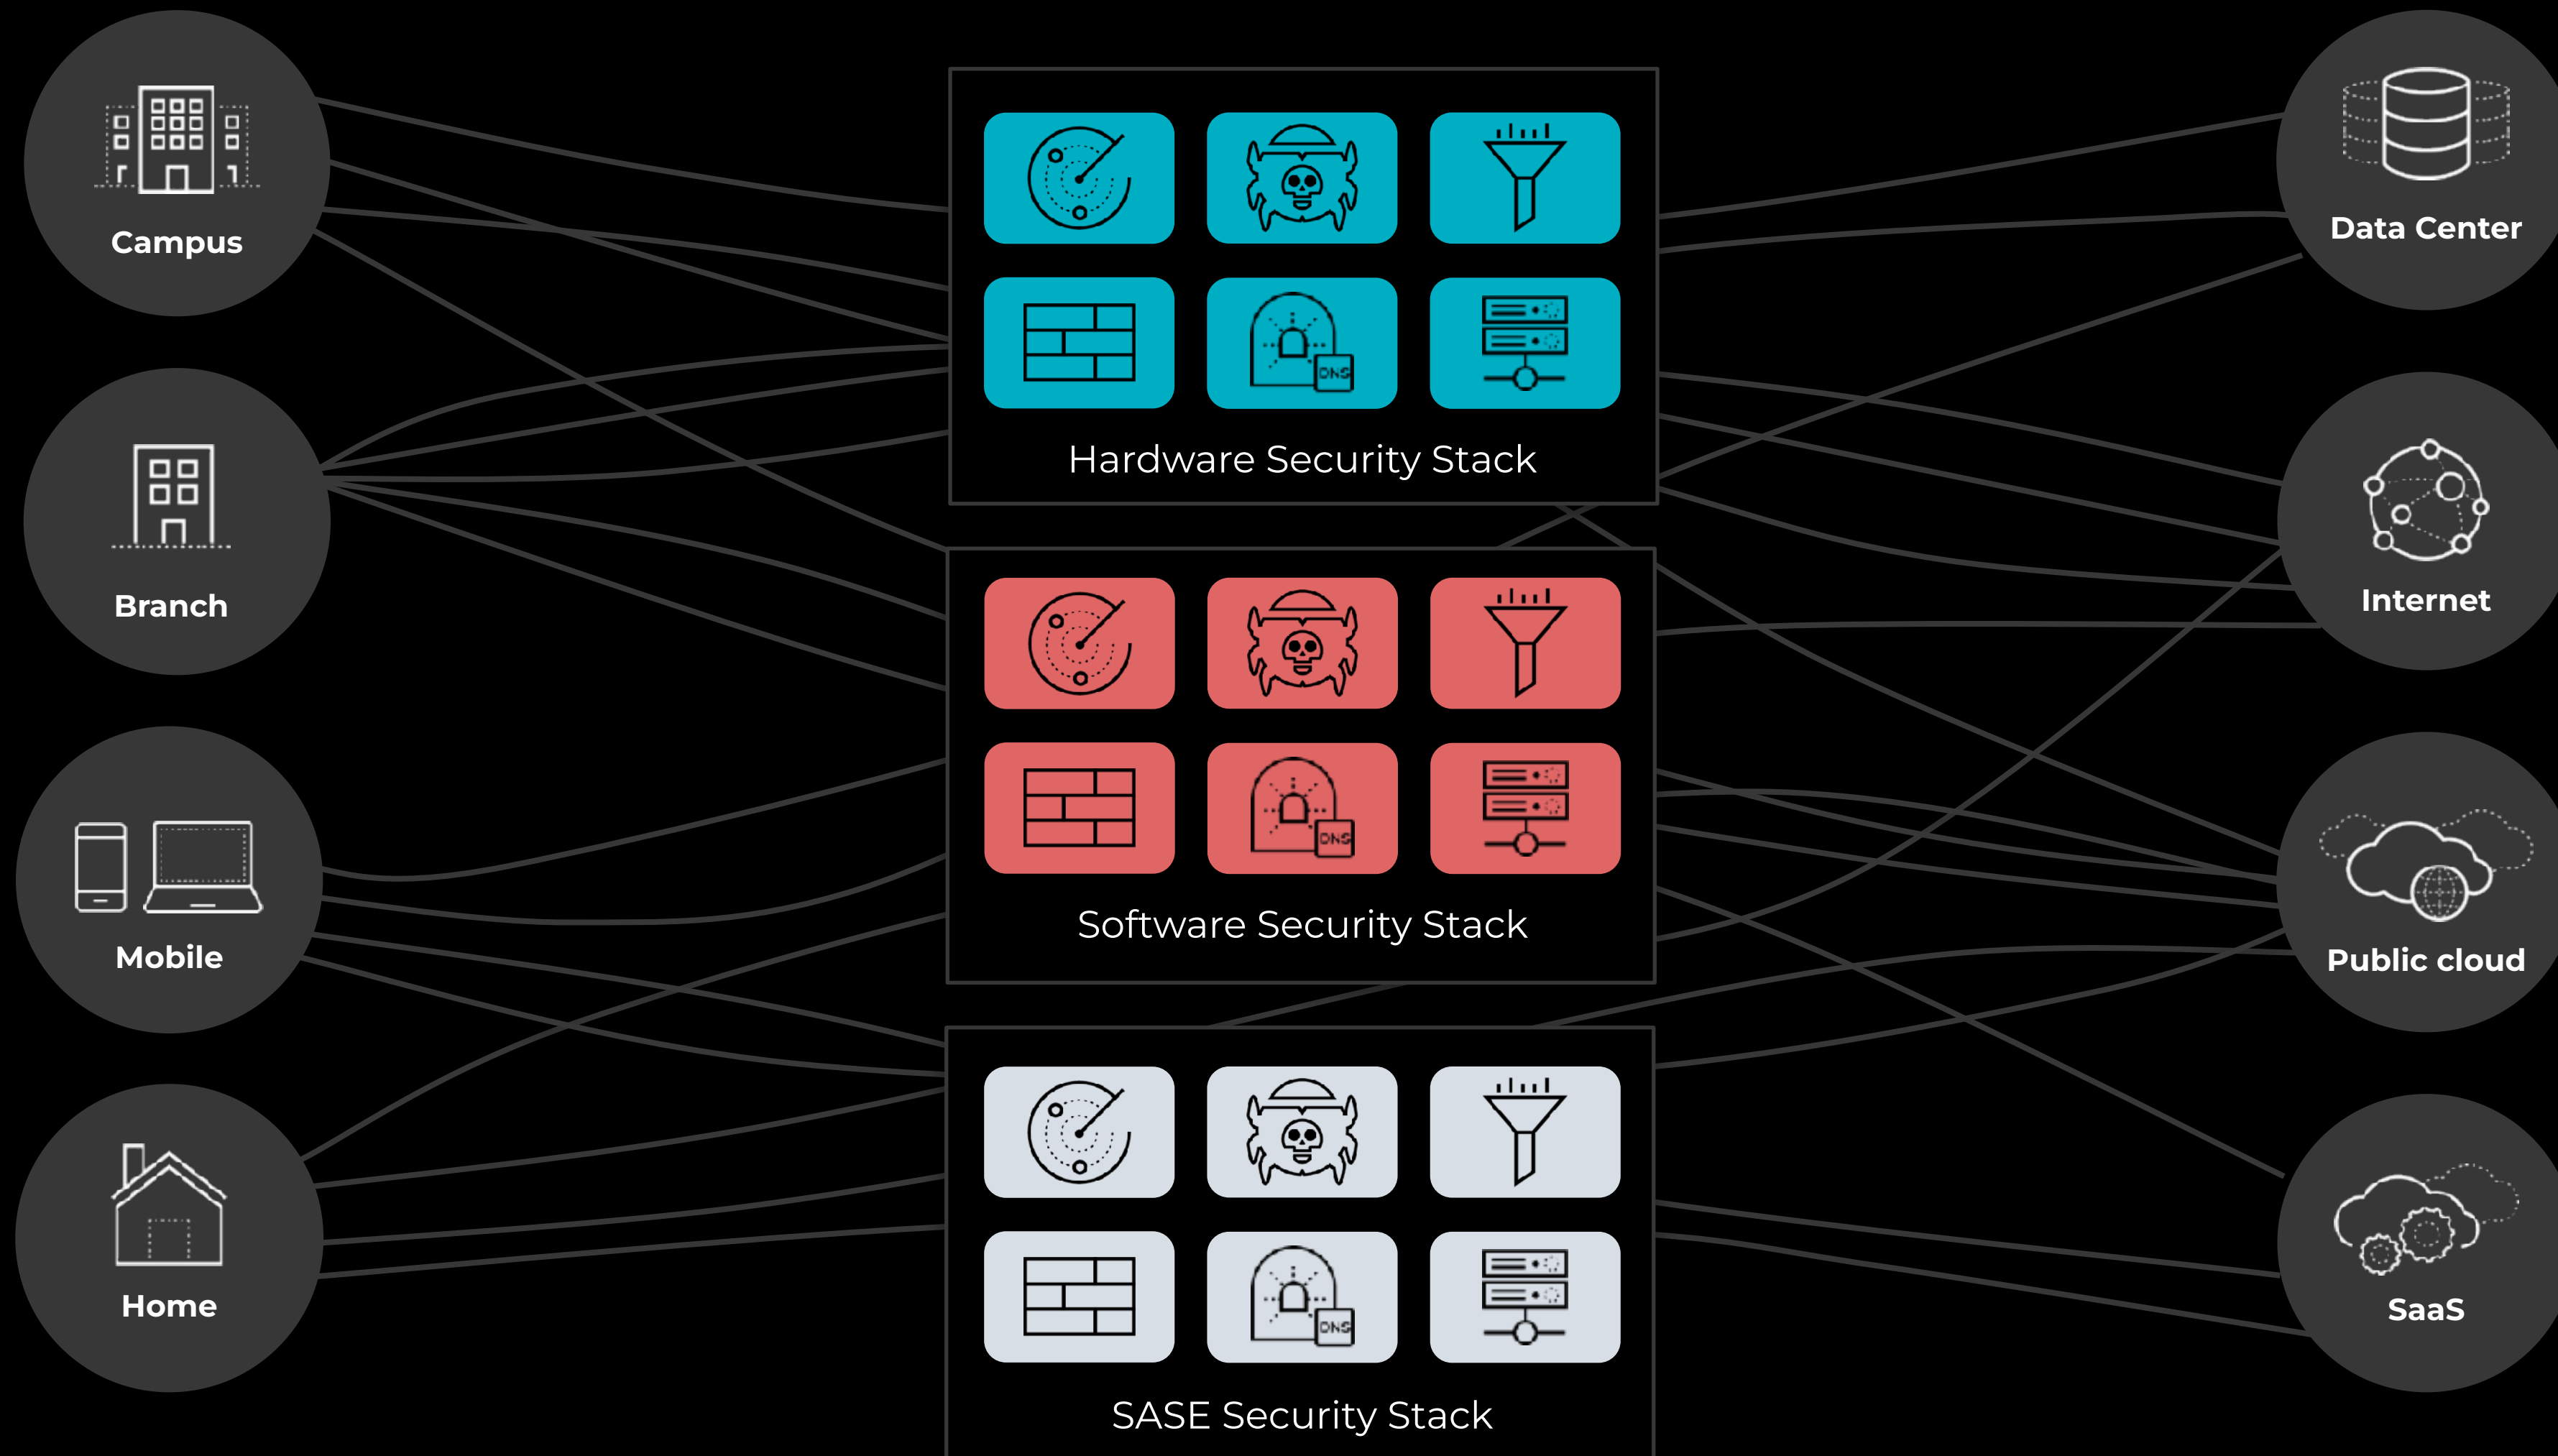 Campus
Branch
Mobile
Home
DNS
Hardware Security Stack
DNS
Software Security Stack
DNS
SASE Security Stack
Data Center
Internet
Public cloud
SaaS